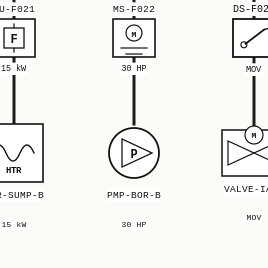 U-F021
MS-F022
DS-F02
F
M
15 kW
30 HP
MOV
M
P
HTR
R-SUMP-B
PMP-BOR-B
VALVE-IA
15 kW
30 HP
MOV